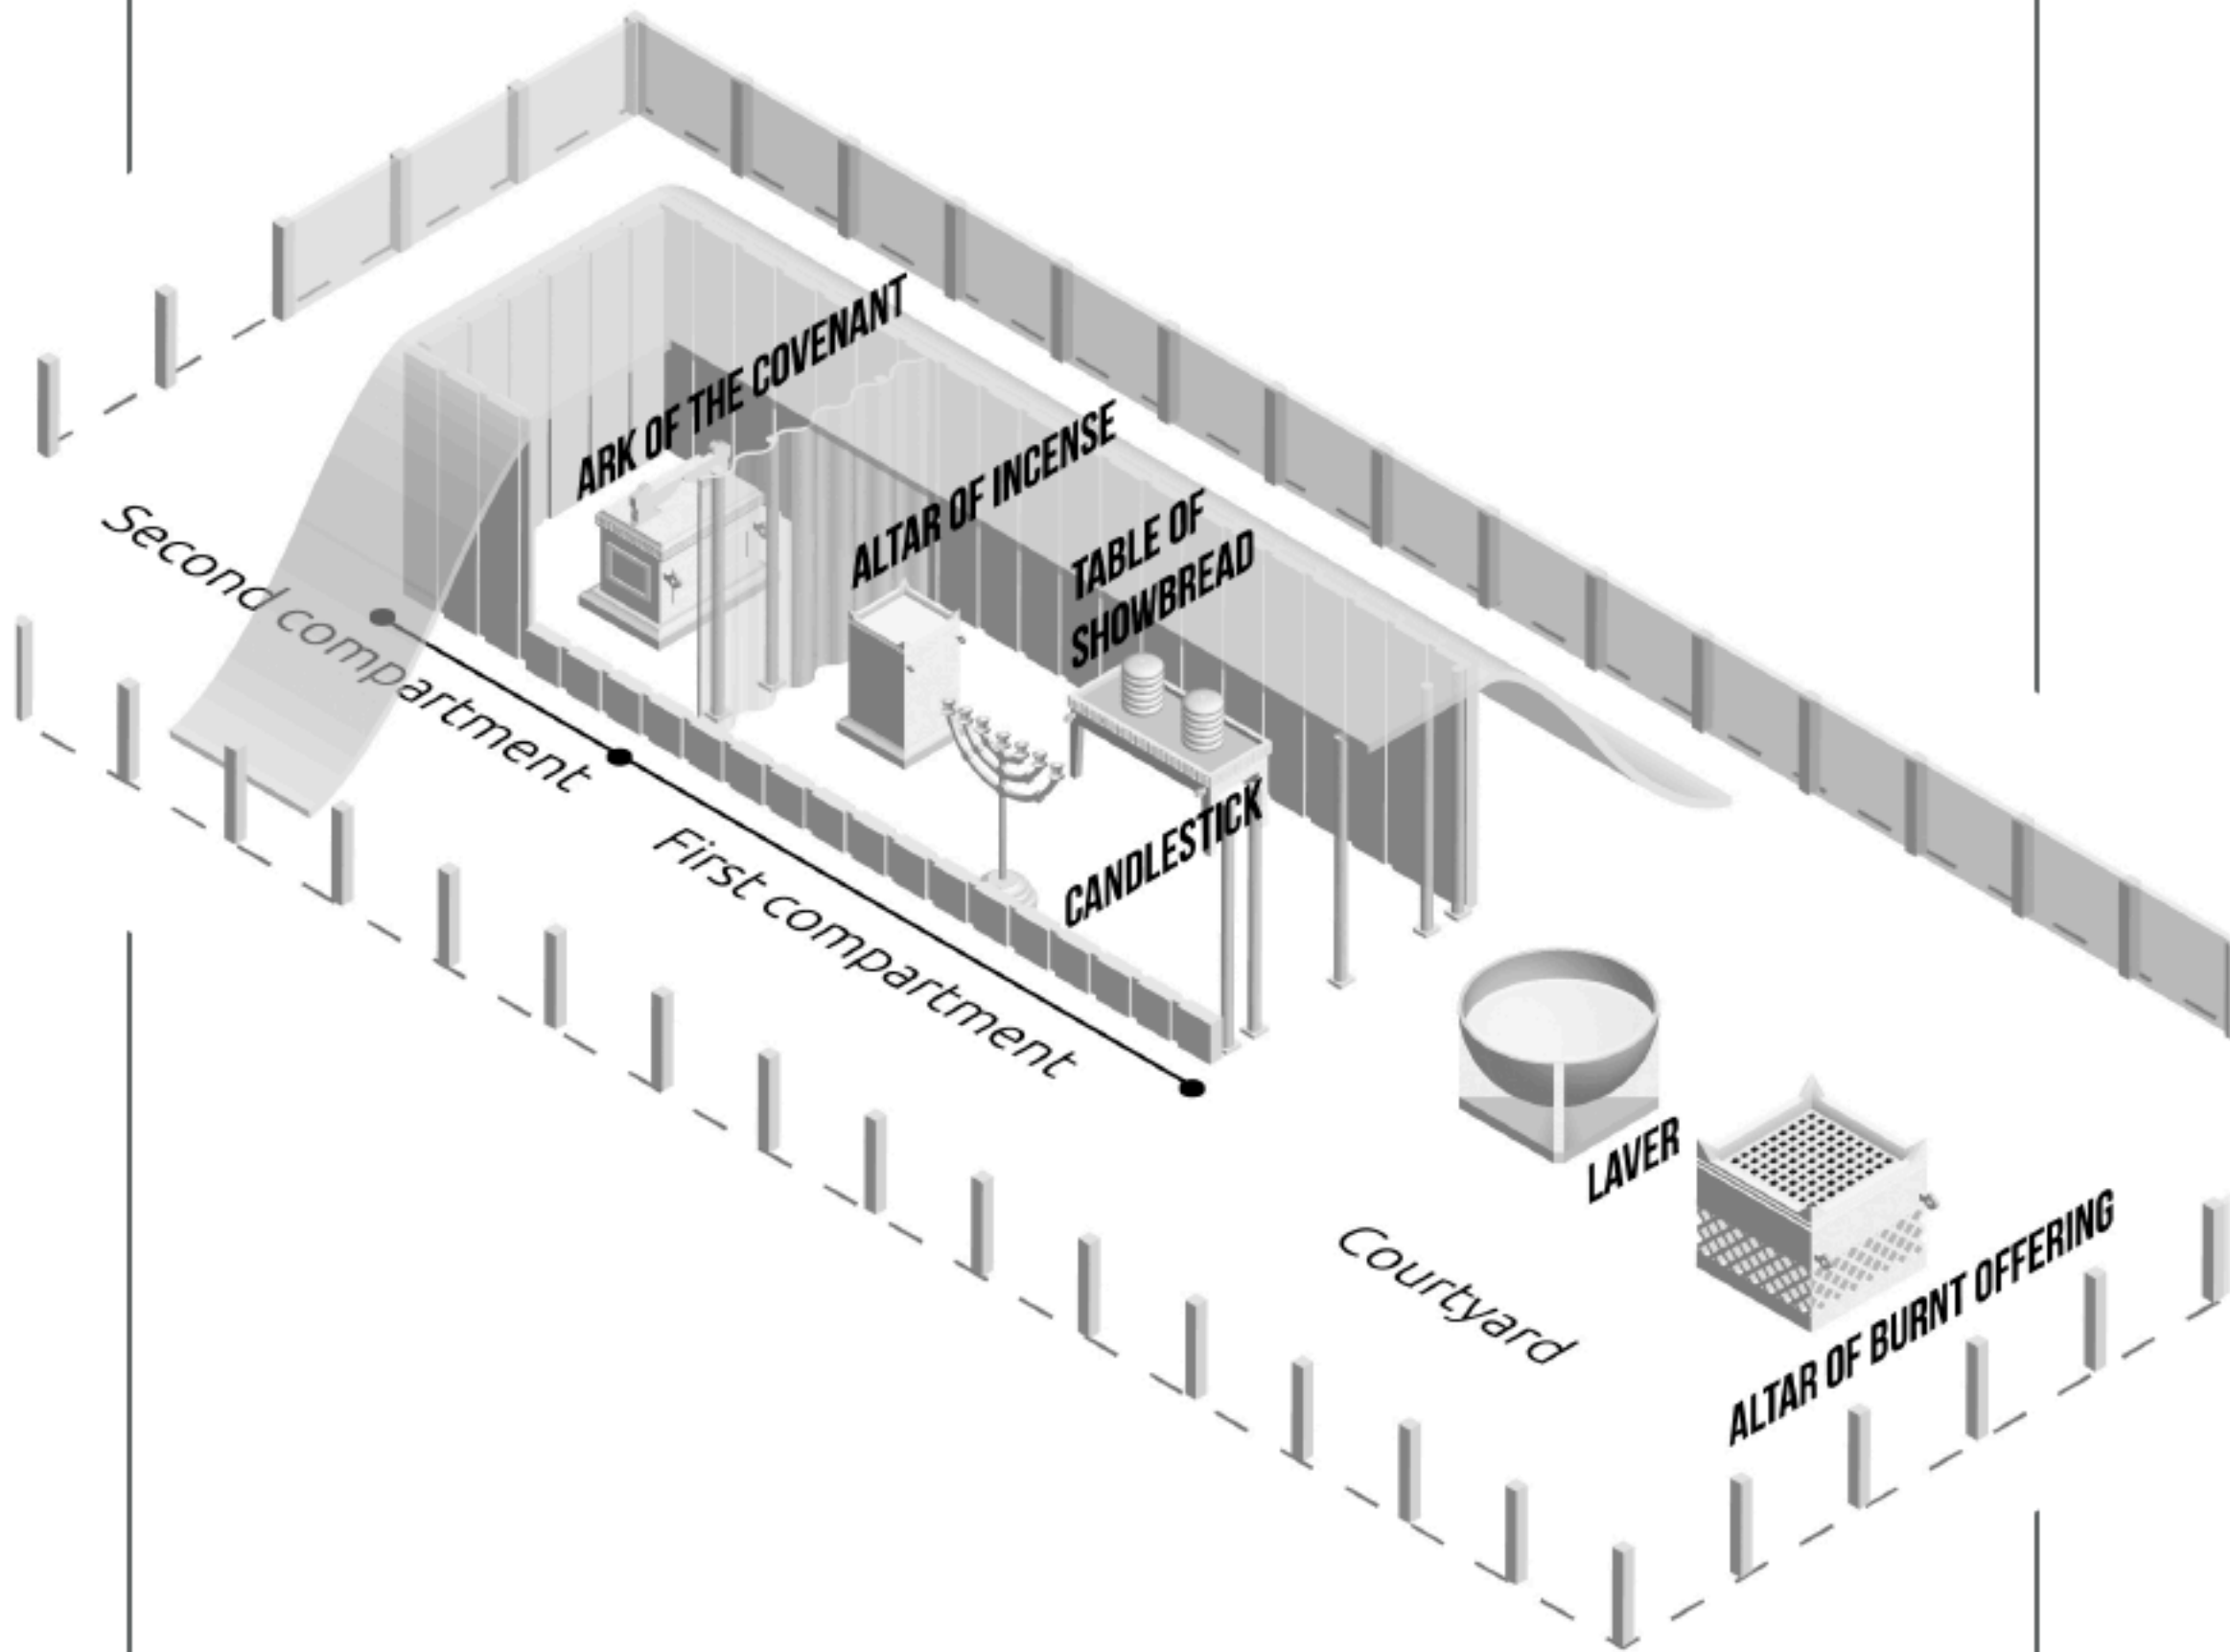 ARK OF THE COVENANT
ALTAR OF INCENSE
TABLE OF
SHOWBREAD
Second compartment
CANDLESTICK
First compartment
LAVER
Courtyard
ALTAR OF BURNT OFFERING